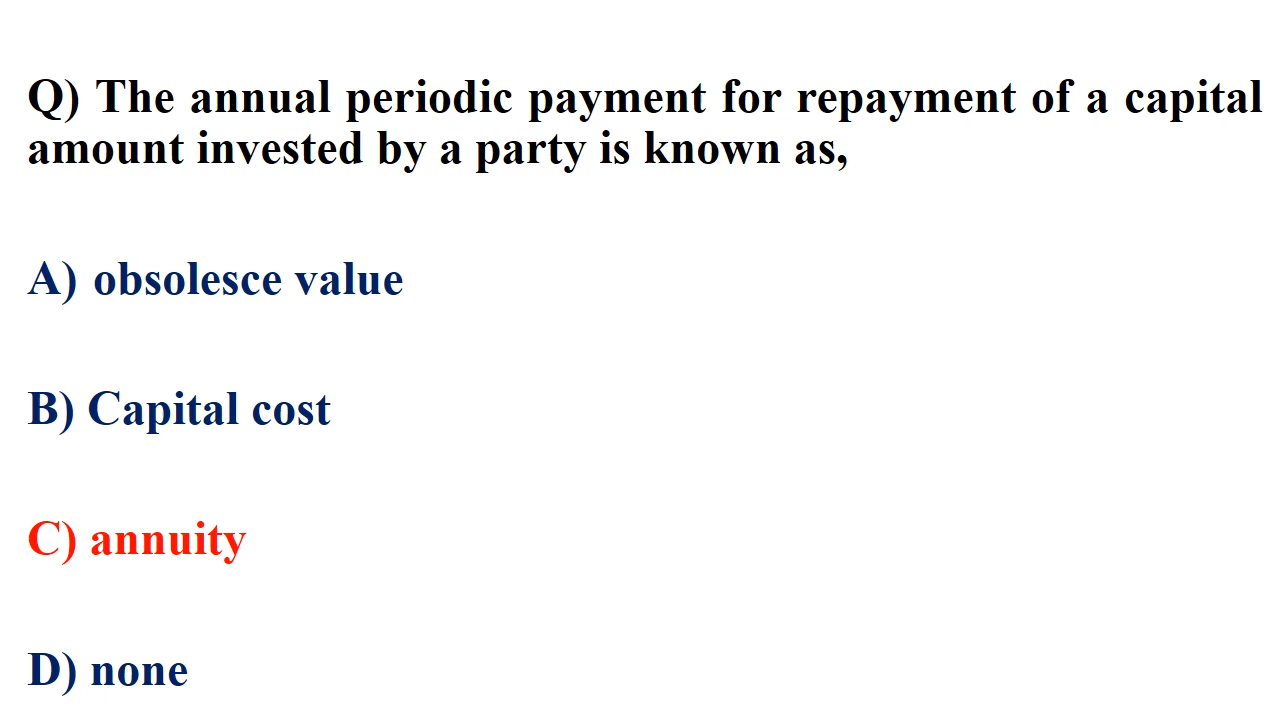 Q) The annual periodic payment for repayment of a capital
amount invested by a party is known as,
A) obsolesce value
B) Capital cost
C) annuity
D) none